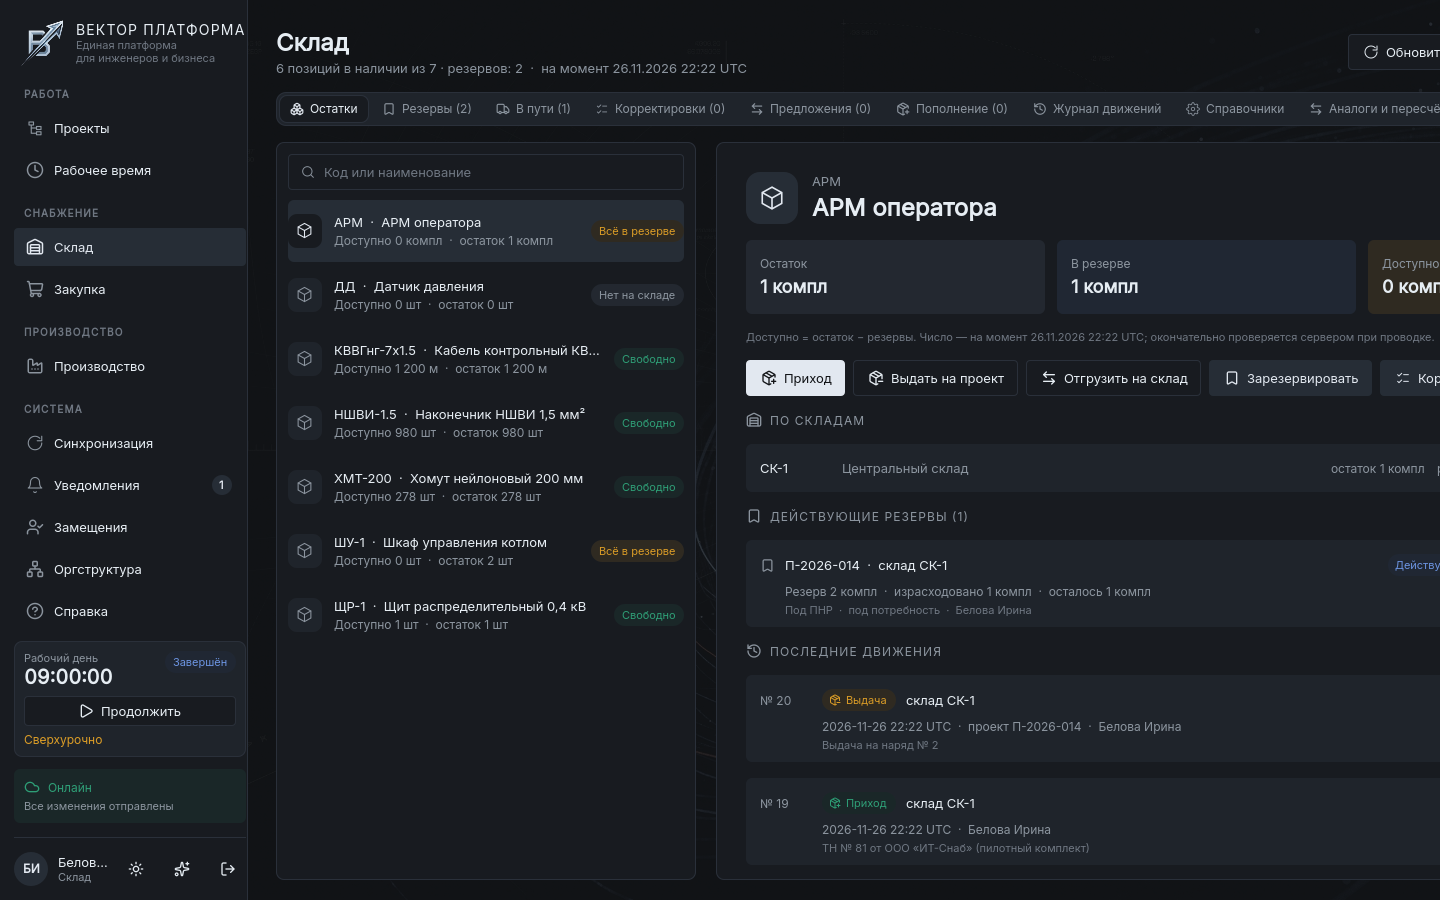 ВЕКТОР ПЛАТФОРМА
Единая платформа
для инженеров и бизнеса
РАБОТА
Проекты
Рабочее время
СНАБЖЕНИЕ
Склад
Закупка
ПРОИЗВОДСТВО
Производство
СИСТЕМА
Синхронизация
Уведомления 1
Замещения
Оргструктура
Справка
Рабочий день
Завершён
09:00:00
Продолжить
Сверхурочно
Онлайн
Все изменения отправлены
БИ
Белов...
Склад
Склад
6 позиций в наличии из 7 · резервов: 2 · на момент 26.11.2026 22:22 UTC
Обновит
Остатки Резервы (2) В пути (1) Корректировки (0) Предложения (0) Пополнение (0) Журнал движений Справочники Аналоги и пересчё
Код или наименование
АРМ · АРМ оператора
Доступно 0 компл · остаток 1 компл
Всё в резерве
ДД · Датчик давления
Доступно 0 шт · остаток 0 шт
Нет на складе
КВВГнг-7х1.5 · Кабель контрольный КВ...
Доступно 1 200 м · остаток 1 200 м
Свободно
НШВИ-1.5 · Наконечник НШВИ 1,5 мм²
Доступно 980 шт · остаток 980 шт
Свободно
ХМТ-200 · Хомут нейлоновый 200 мм
Доступно 278 шт · остаток 278 шт
Свободно
ШУ-1 · Шкаф управления котлом
Доступно 0 шт · остаток 2 шт
Всё в резерве
ЩР-1 · Щит распределительный 0,4 кВ
Доступно 1 шт · остаток 1 шт
Свободно
АРМ
АРМ оператора
Остаток
1 компл
В резерве
1 компл
Доступно
0 комп
Доступно = остаток − резервы. Число — на момент 26.11.2026 22:22 UTC; окончательно проверяется сервером при проводке.
Приход Выдать на проект Отгрузить на склад Зарезервировать Кор
ПО СКЛАДАМ
СК-1 Центральный склад остаток 1 компл р
ДЕЙСТВУЮЩИЕ РЕЗЕРВЫ (1)
П-2026-014 · склад СК-1 Действу
Резерв 2 компл · израсходовано 1 компл · осталось 1 компл
Под ПНР · под потребность · Белова Ирина
ПОСЛЕДНИЕ ДВИЖЕНИЯ
№ 20 Выдача склад СК-1
2026-11-26 22:22 UTC · проект П-2026-014 · Белова Ирина
Выдача на наряд № 2
№ 19 Приход склад СК-1
2026-11-26 22:22 UTC · Белова Ирина
ТН № 81 от ООО «ИТ-Снаб» (пилотный комплект)